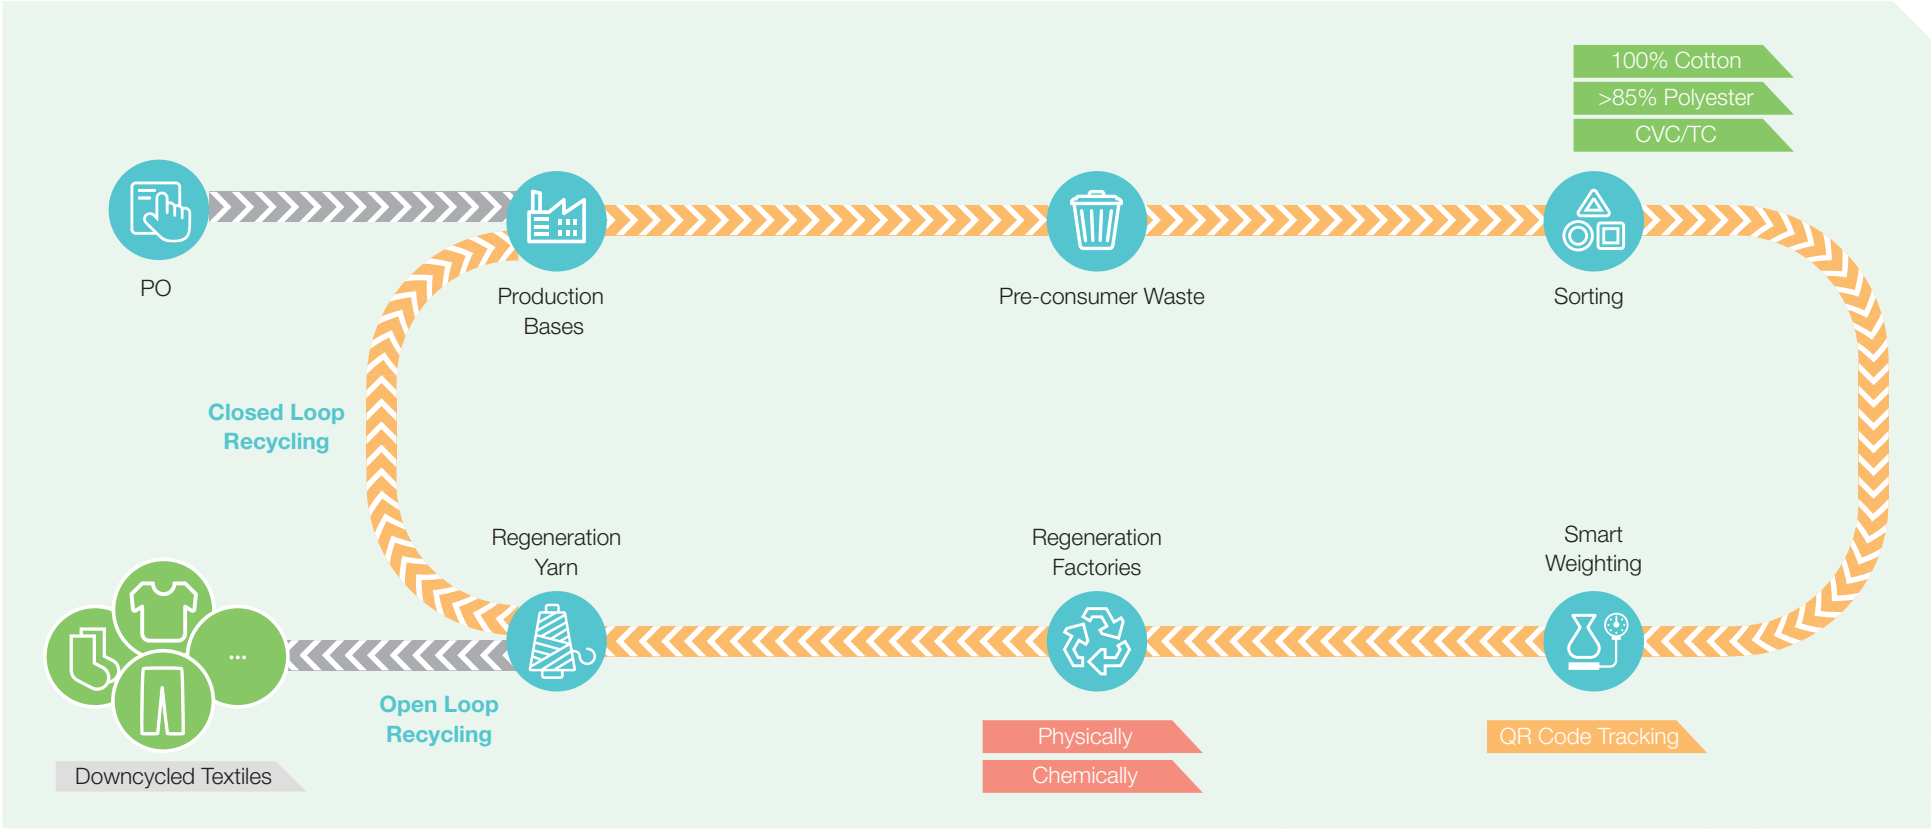 100% Cotton
>85% Polyester
CVC/TC
PO
Production
Bases
Pre-consumer Waste
Sorting
Closed Loop
Recycling
Regeneration
Yarn
Regeneration
Factories
Smart
Weighting
...
Open Loop
Recycling
Physically
Chemically
QR Code Tracking
Downcycled Textiles